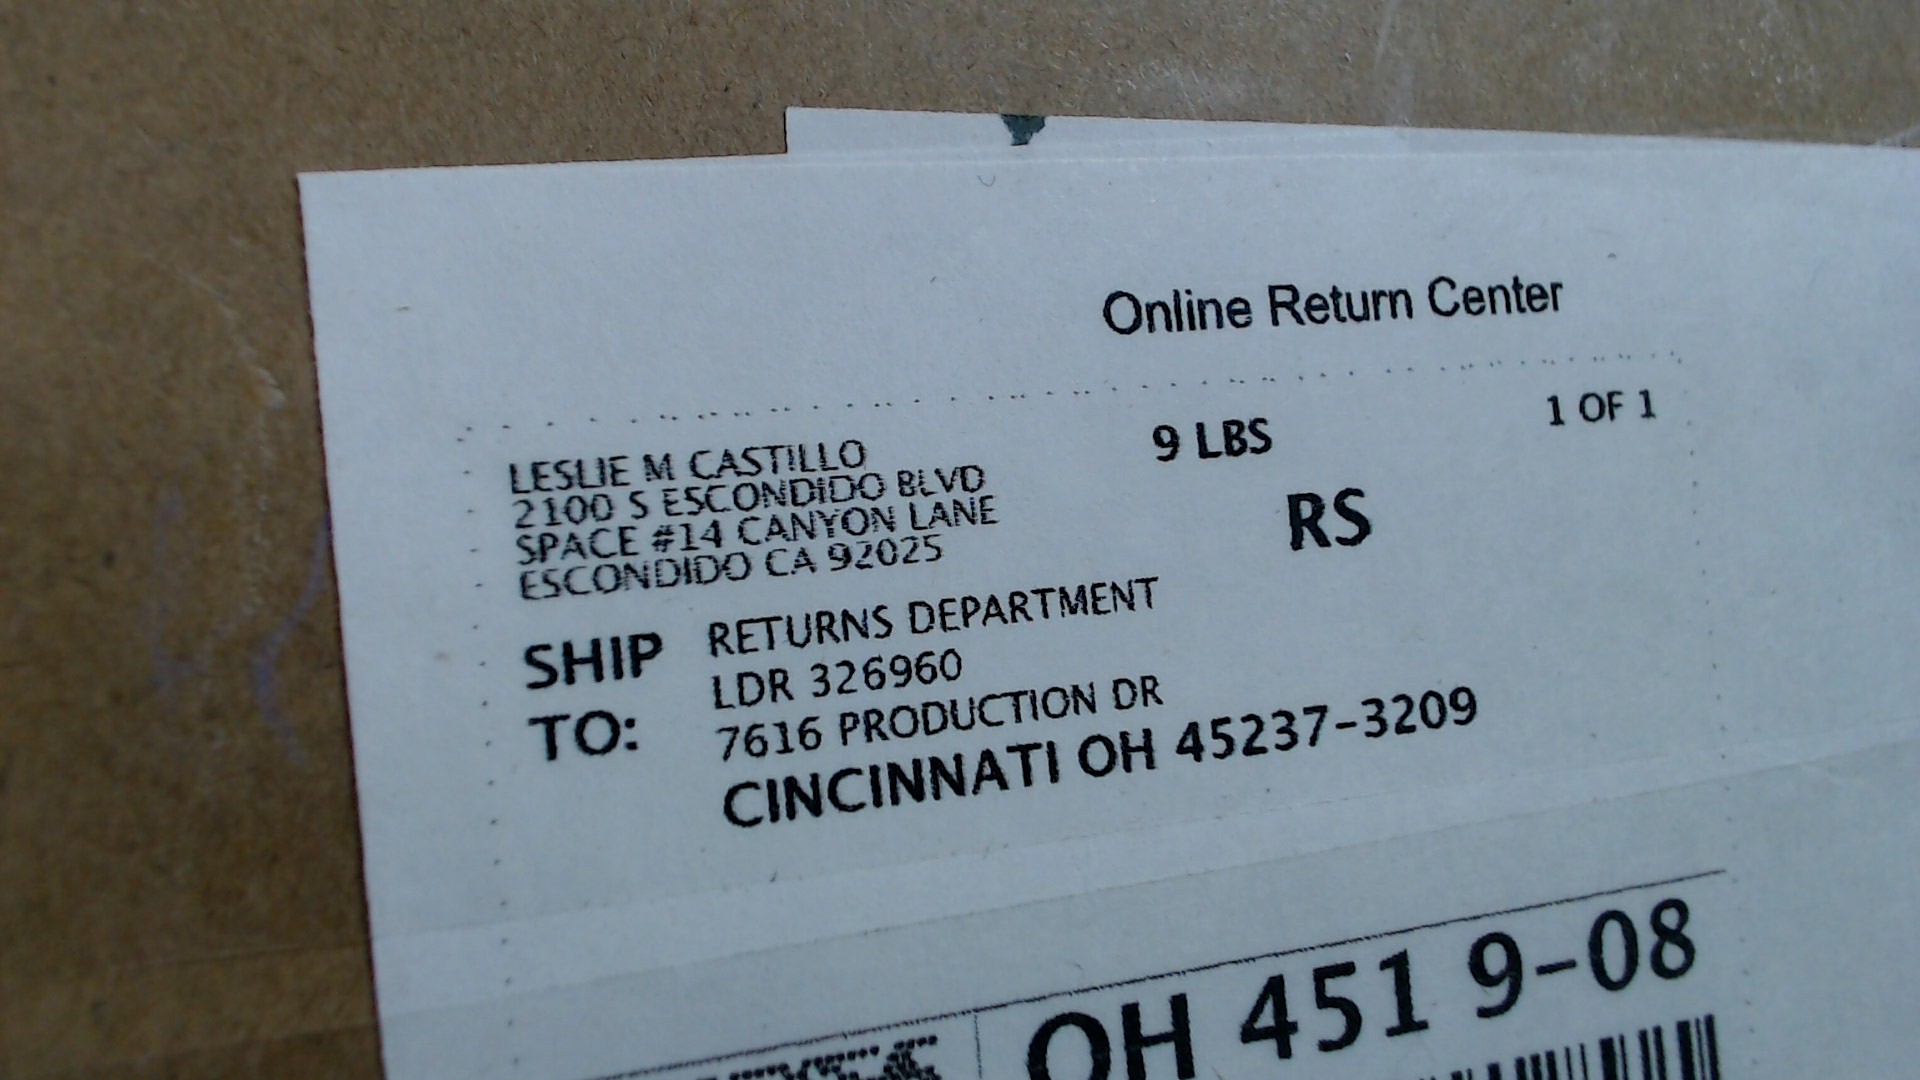 Online Return Center
LESLIE M CASTILLO
2100 S ESCONDIDO BLVD
SPACE #14 CANYON LANE
ESCONDIDO CA 92025
9 LBS
1 OF 1
RS
SHIP TO:
RETURNS DEPARTMENT
LDR 326960
7616 PRODUCTION DR
CINCINNATI OH 45237-3209
OH 451 9-08